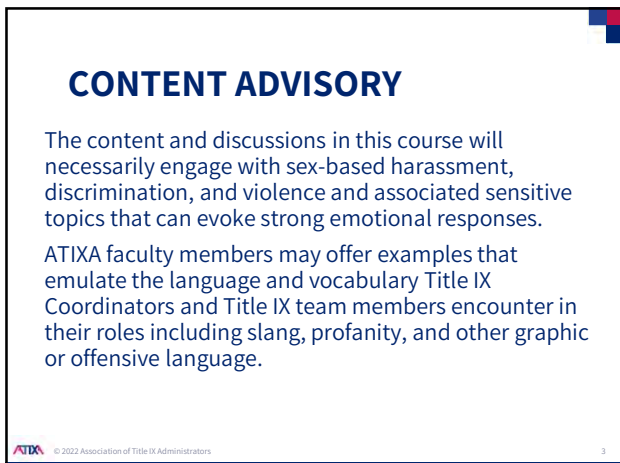 CONTENT ADVISORY
The content and discussions in this course will
necessarily engage with sex-based harassment,
discrimination, and violence and associated sensitive
topics that can evoke strong emotional responses.
ATIXA faculty members may offer examples that
emulate the language and vocabulary Title IX
Coordinators and Title IX team members encounter in
their roles including slang, profanity, and other graphic
or offensive language.
ATIXA © 2022 Association of Title IX Administrators 3